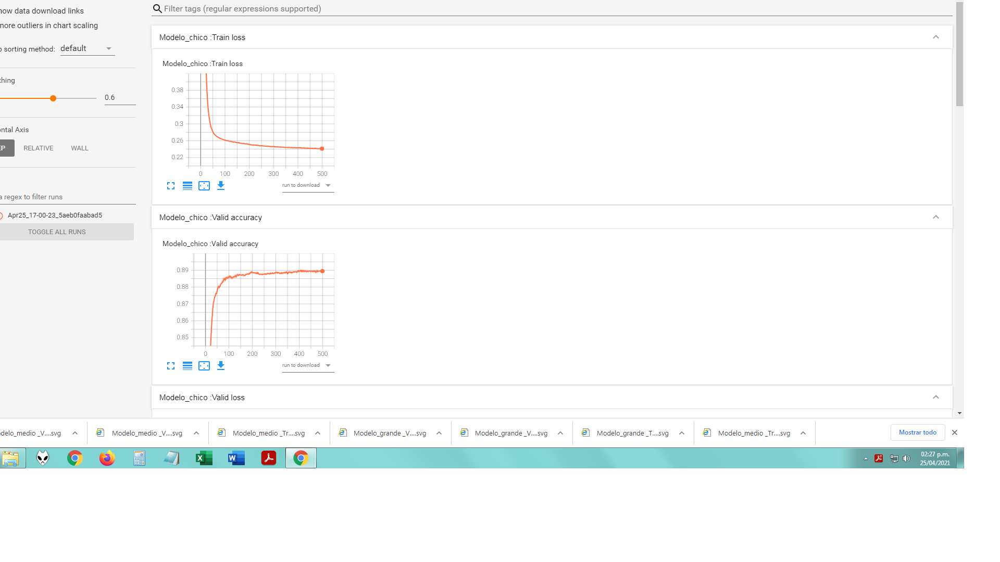 how data download links
nore outliers in chart scaling
sorting method: default
thing
0.6
ontal Axis
EP RELATIVE WALL
a regex to filter runs
Apr25_17-00-23_5aeb0faabad5
TOGGLE ALL RUNS
Filter tags (regular expressions supported)
Modelo_chico :Train loss
Modelo_chico :Train loss
0.38
0.34
0.3
0.26
0.22
0 100 200 300 400 500
run to download
Modelo_chico :Valid accuracy
Modelo_chico :Valid accuracy
0.89
0.88
0.87
0.86
0.85
0 100 200 300 400 500
run to download
Modelo_chico :Valid loss
delo_medio _V....svg Modelo_medio _V....svg Modelo_medio _Tr....svg Modelo_grande _V....svg Modelo_grande _V....svg Modelo_grande _T....svg Modelo_medio _Tr....svg Mostrar todo
02:27 p.m.
25/04/2021